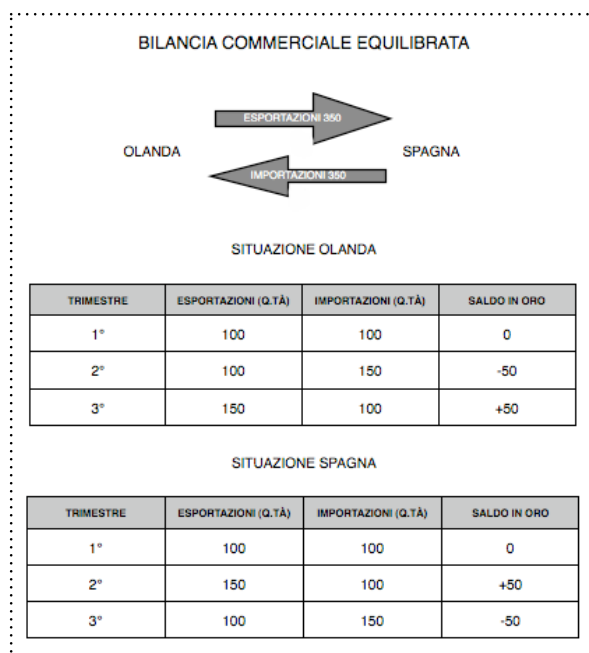 BILANCIA COMMERCIALE EQUILIBRATA
ESPORTAZIONI 350
OLANDA SPAGNA
IMPORTAZIONI 350
SITUAZIONE OLANDA
TRIMESTRE ESPORTAZIONI (Q.TÀ) IMPORTAZIONI (Q.TÀ) SALDO IN ORO
1° 100 100 0
2° 100 150 -50
3° 150 100 +50
SITUAZIONE SPAGNA
TRIMESTRE ESPORTAZIONI (Q.TÀ) IMPORTAZIONI (Q.TÀ) SALDO IN ORO
1° 100 100 0
2° 150 100 +50
3° 100 150 -50